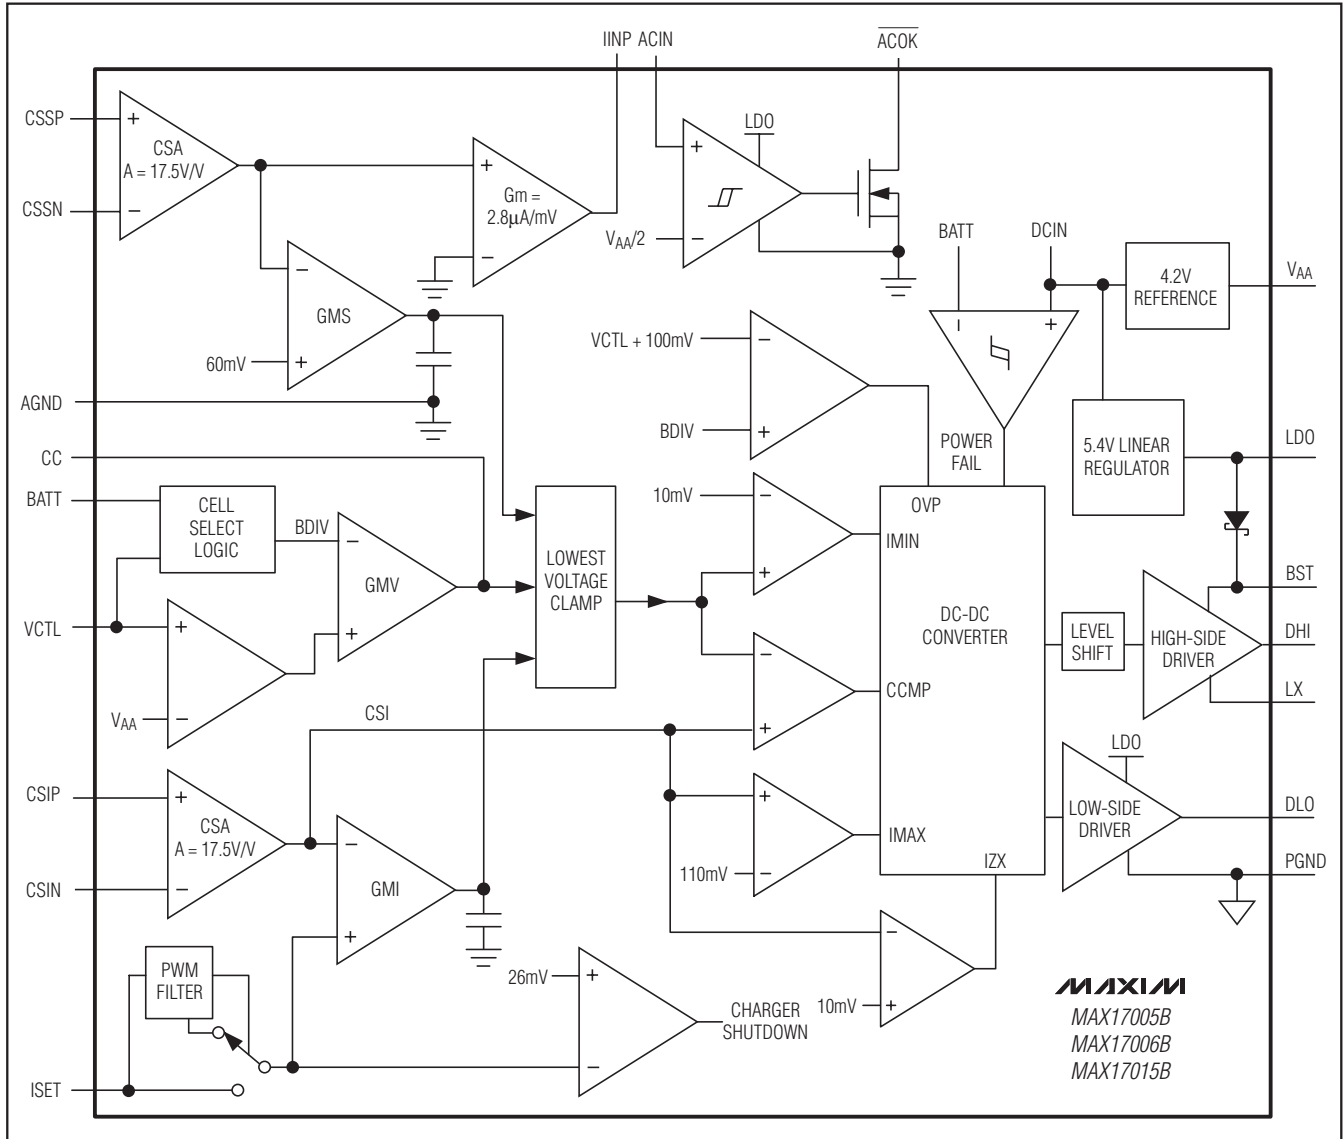 IINP ACIN
ACOK
CSSP
+
CSA
A = 17.5V/V
CSSN
−
+
Gm =
2.8µA/mV
−
LDO
+
VAA/2
−
BATT
DCIN
4.2V
REFERENCE
VAA
−
GMS
60mV
+
VCTL + 100mV
−
BDIV
+
−
+
POWER
FAIL
5.4V LINEAR
REGULATOR
LDO
AGND
CC
BATT
CELL
SELECT
LOGIC
BDIV
−
GMV
+
LOWEST
VOLTAGE
CLAMP
10mV
−
+
OVP
IMIN
DC-DC
CONVERTER
CCMP
IMAX
IZX
LEVEL
SHIFT
HIGH-SIDE
DRIVER
BST
DHI
LX
VCTL
+
VAA
−
CSI
−
+
CSIP
+
CSA
A = 17.5V/V
CSIN
−
−
GMI
+
+
110mV
−
LDO
LOW-SIDE
DRIVER
DLO
PGND
PWM
FILTER
ISET
26mV
+
−
CHARGER
SHUTDOWN
−
10mV
+
MAXIM
MAX17005B
MAX17006B
MAX17015B